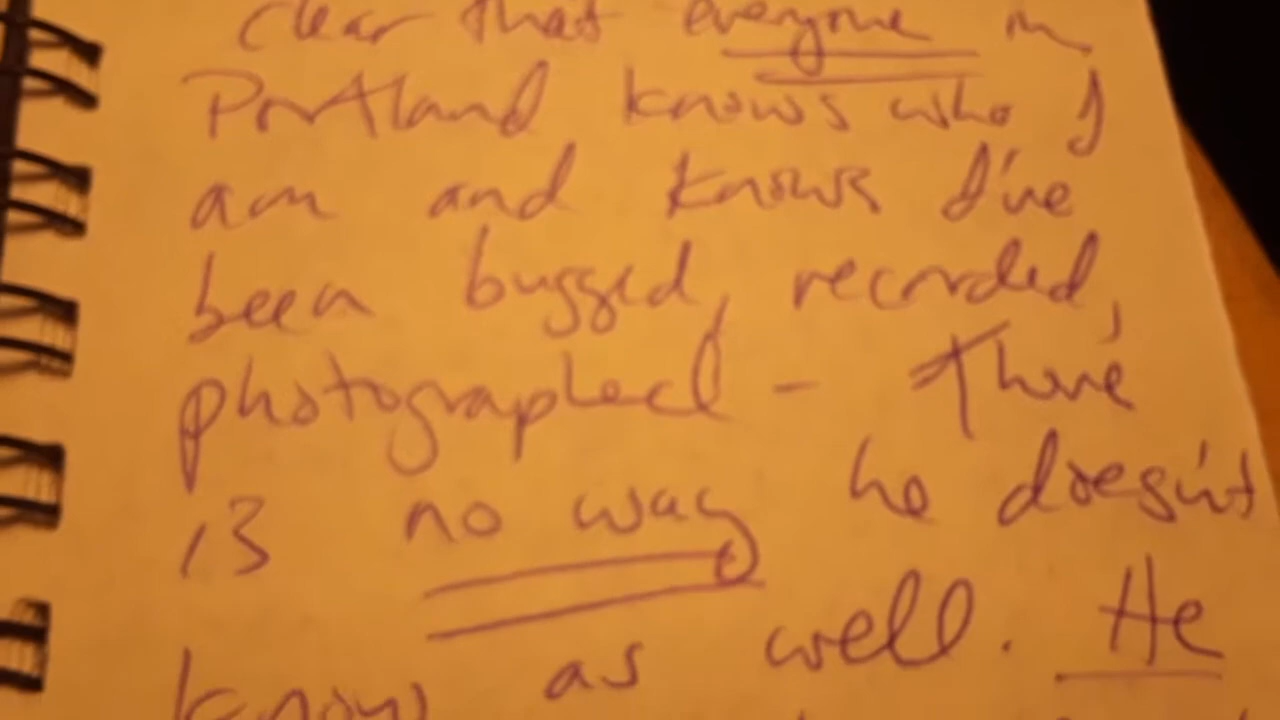 clear that everyone in
Portland knows who I
am and knows I've
been bugged, recorded,
photographed - There
is no way he doesn't
know as well. He